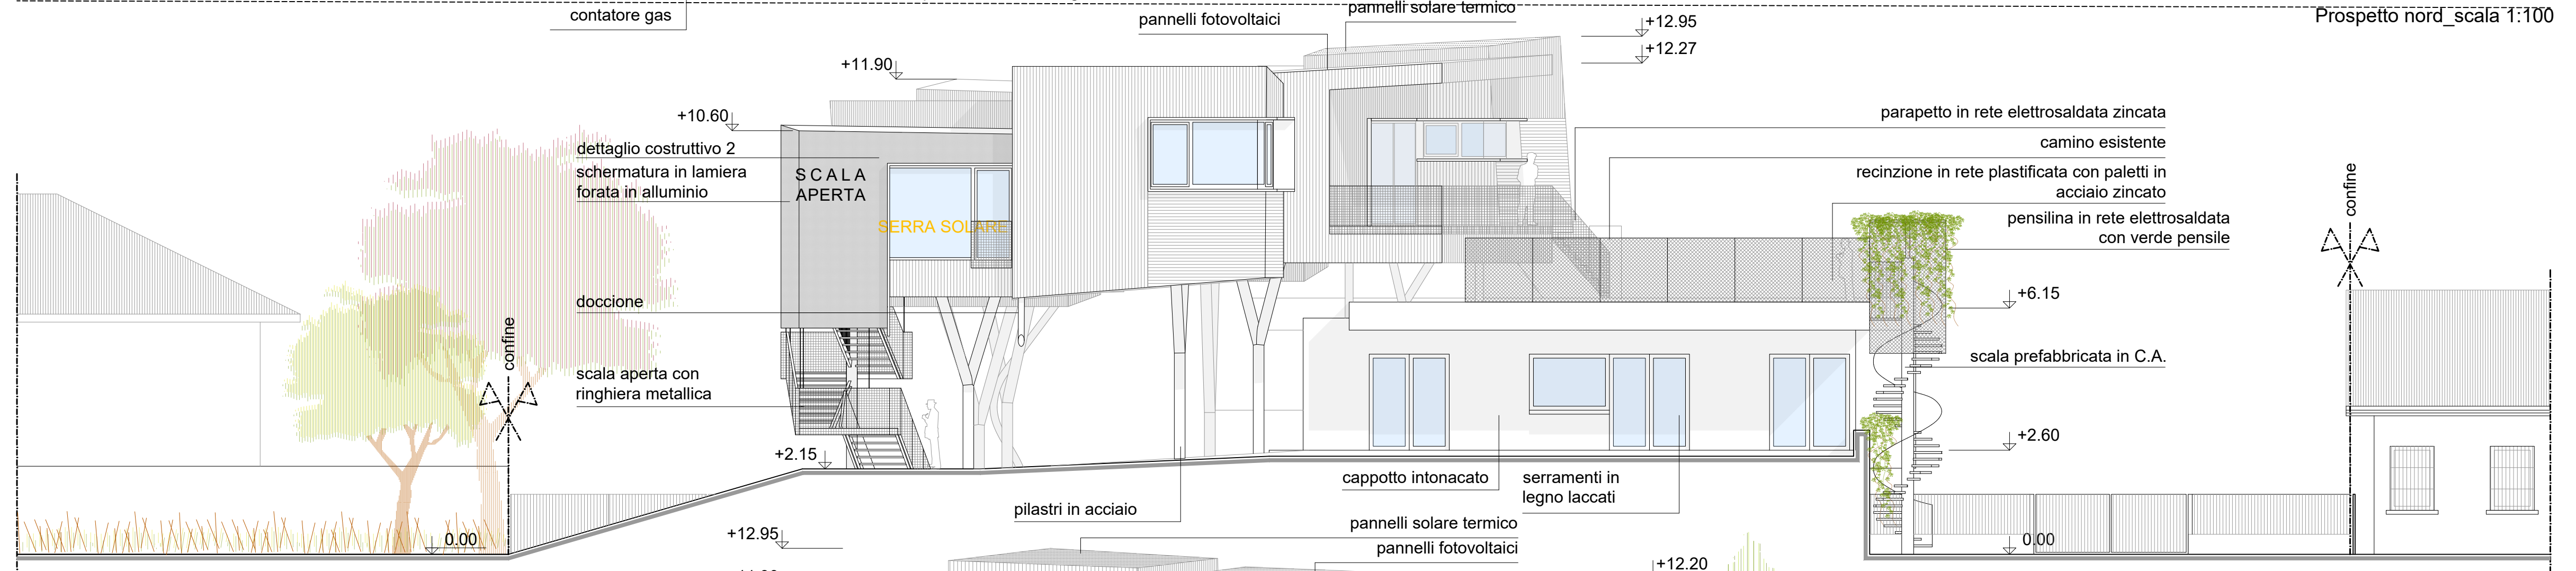 contatore gas
pannelli fotovoltaici
pannelli solare termico
+12.95
+12.27
Prospetto nord_scala 1:100
+11.90
+10.60
dettaglio costruttivo 2
schermatura in lamiera
forata in alluminio
SCALA
APERTA
SERRA SOLARE
parapetto in rete elettrosaldata zincata
camino esistente
recinzione in rete plastificata con paletti in
acciaio zincato
pensilina in rete elettrosaldata
con verde pensile
confine
+6.15
doccione
confine
scala prefabbricata in C.A.
scala aperta con
ringhiera metallica
+2.60
+2.15
cappotto intonacato
serramenti in
legno laccati
pilastri in acciaio
0.00
0.00
pannelli solare termico
+12.95
pannelli fotovoltaici
+12.20